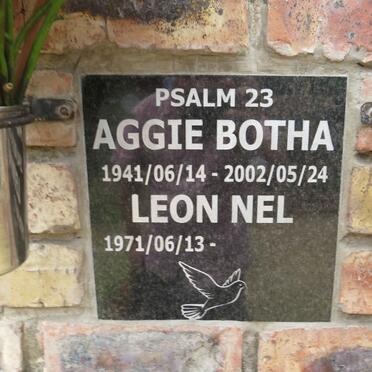 PSALM 23
AGGIE BOTHA
1941/06/14 - 2002/05/24
LEON NEL
1971/06/13 -